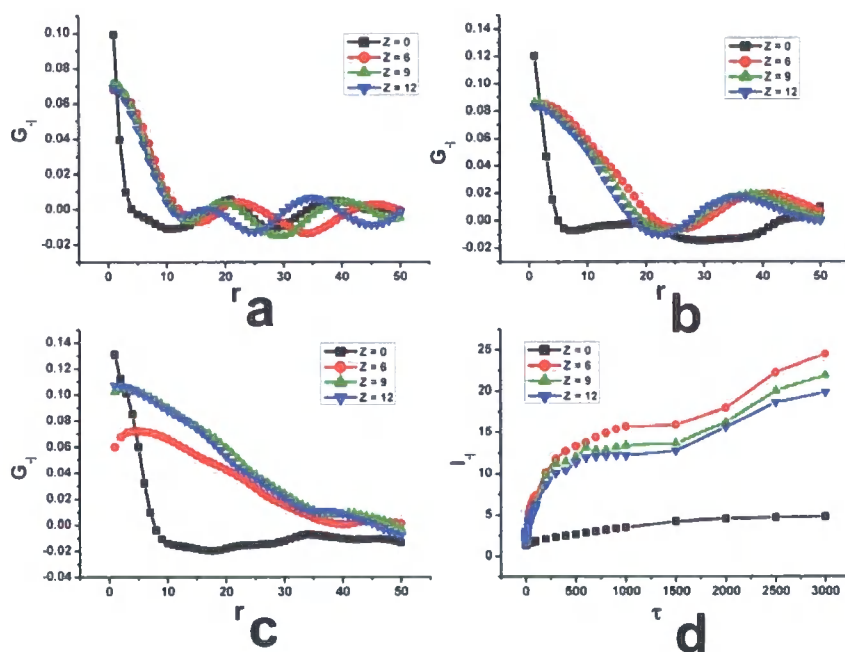 0.10
0.08
0.06
0.04
0.02
0.00
-0.02
G
0
10
20
30
40
50
r
a
Z = 0
Z = 6
Z = 9
Z = 12
0.14
0.12
0.10
0.08
0.06
0.04
0.02
0.00
-0.02
G
0
10
20
30
40
50
r
b
Z = 0
Z = 6
Z = 9
Z = 12
0.14
0.12
0.10
0.08
0.06
0.04
0.02
0.00
-0.02
-0.04
G
0
10
20
30
40
50
r
c
Z = 0
Z = 6
Z = 9
Z = 12
25
20
15
10
5
0
0
500
1000
1500
2000
2500
3000
τ
d
Z = 0
Z = 6
Z = 9
Z = 12